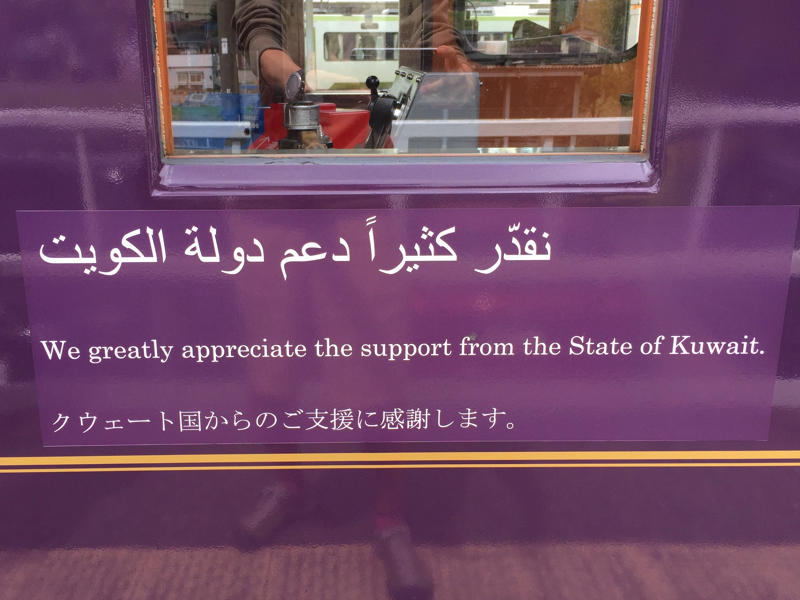 نقدّر كثيراً دعم دولة الكويت
We greatly appreciate the support from the State of Kuwait.
クウェート国からのご支援に感謝します。